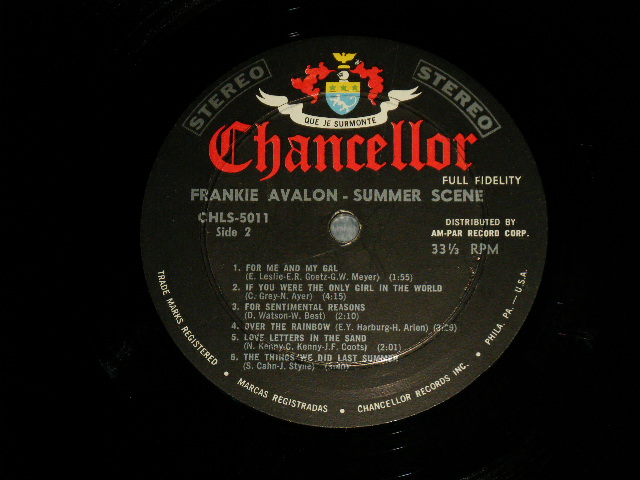 STEREO
STEREO
QUE JE SURMONTE
Chancellor
FULL FIDELITY
FRANKIE AVALON - SUMMER SCENE
CHLS-5011
Side 2
DISTRIBUTED BY
AM-PAR RECORD CORP.
33⅓ RPM
1. FOR ME AND MY GAL
(E. Leslie-E.R. Goetz-G.W. Meyer) (1:55)
2. IF YOU WERE THE ONLY GIRL IN THE WORLD
(C. Grey-N. Ayer) (4:15)
3. FOR SENTIMENTAL REASONS
(D. Watson-W. Best) (2:10)
4. OVER THE RAINBOW (E.Y. Harburg-H. Arlen) (3:29)
5. LOVE LETTERS IN THE SAND
(N. Kenny-C. Kenny-J.F. Coots) (2:01)
6. THE THINGS WE DID LAST SUMMER
(S. Cahn-J. Styne)
TRADE MARKS REGISTERED • MARCAS REGISTRADAS • CHANCELLOR RECORDS INC. • PHILA. PA. — U.S.A.